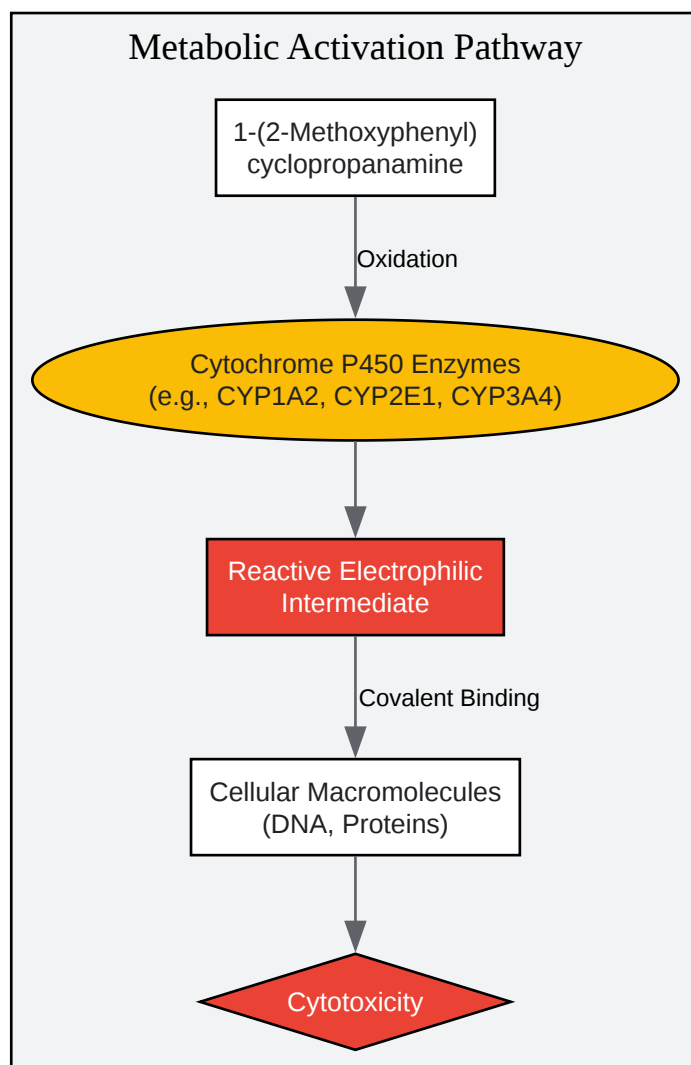 Metabolic Activation Pathway
1-(2-Methoxyphenyl)
cyclopropanamine
Oxidation
Cytochrome P450 Enzymes
(e.g., CYP1A2, CYP2E1, CYP3A4)
Reactive Electrophilic
Intermediate
Covalent Binding
Cellular Macromolecules
(DNA, Proteins)
Cytotoxicity